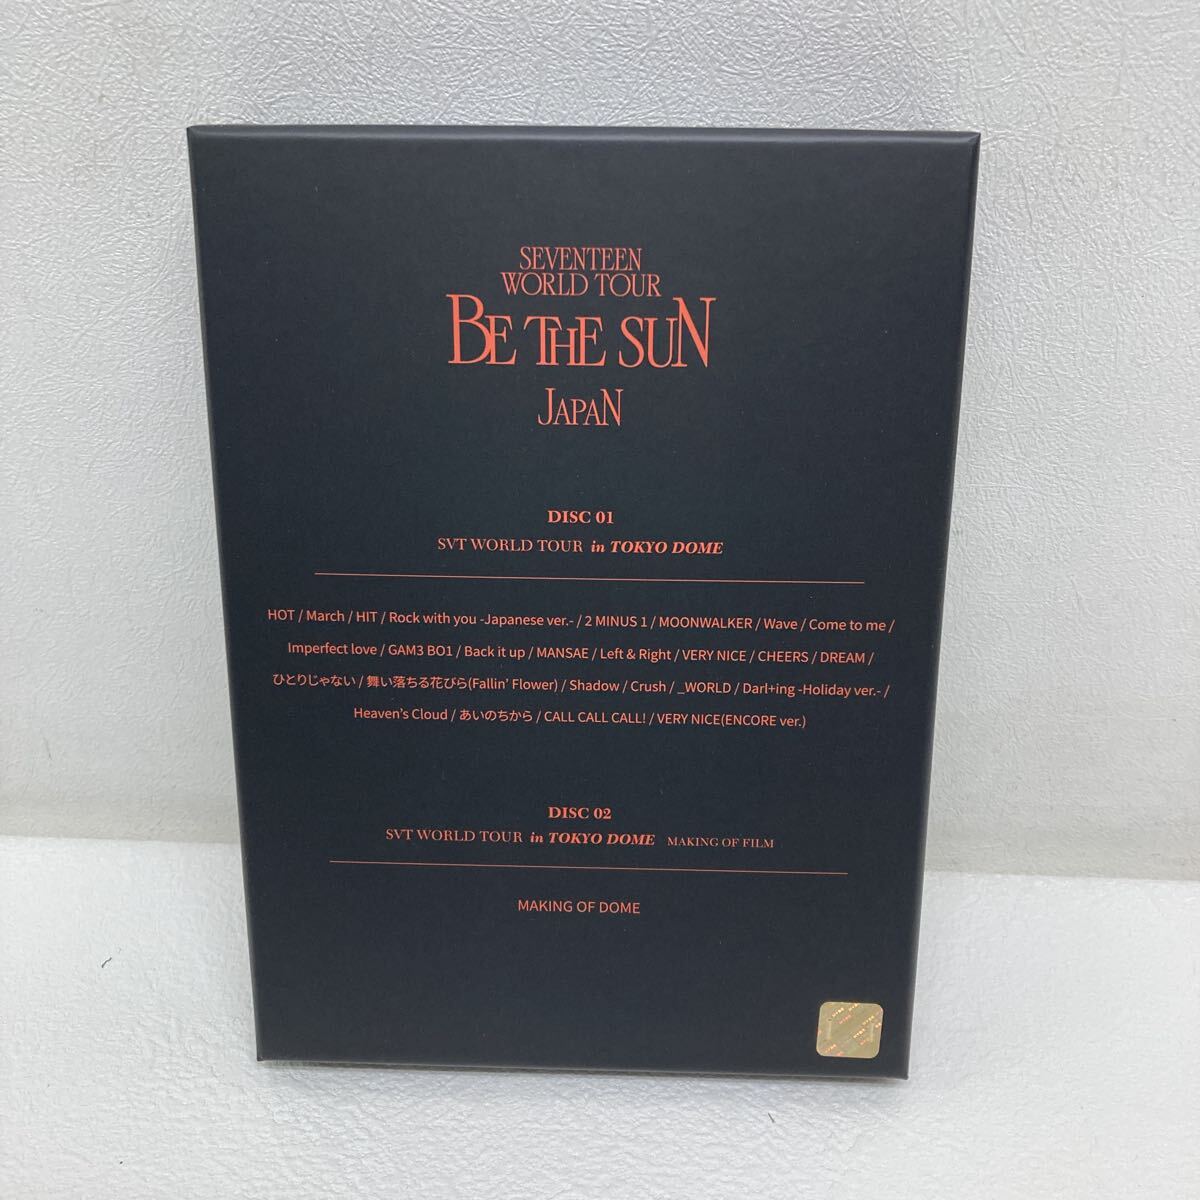 SEVENTEEN
WORLD TOUR
BE THE SUN
JAPAN
DISC 01
SVT WORLD TOUR in TOKYO DOME
HOT / March / HIT / Rock with you -Japanese ver.- / 2 MINUS 1 / MOONWALKER / Wave / Come to me /
Imperfect love / GAM3 BO1 / Back it up / MANSAE / Left & Right / VERY NICE / CHEERS / DREAM /
ひとりじゃない / 舞い落ちる花びら(Fallin' Flower) / Shadow / Crush / _WORLD / Darl+ing -Holiday ver.- /
Heaven's Cloud / あいのちから / CALL CALL CALL! / VERY NICE(ENCORE ver.)
DISC 02
SVT WORLD TOUR in TOKYO DOME MAKING OF FILM
MAKING OF DOME